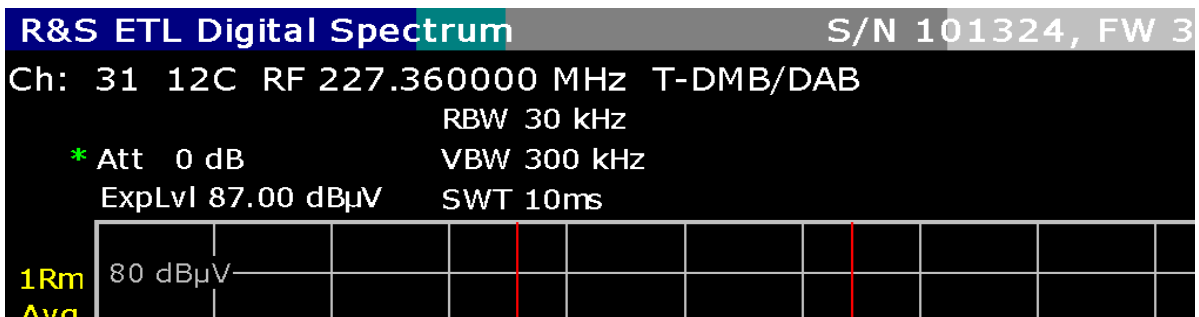 R&S ETL Digital Spectrum S/N 101324, FW 3
Ch: 31 12C RF 227.360000 MHz T-DMB/DAB
RBW 30 kHz
* Att 0 dB VBW 300 kHz
ExpLvl 87.00 dBµV SWT 10ms
80 dBµV
1Rm
Avg